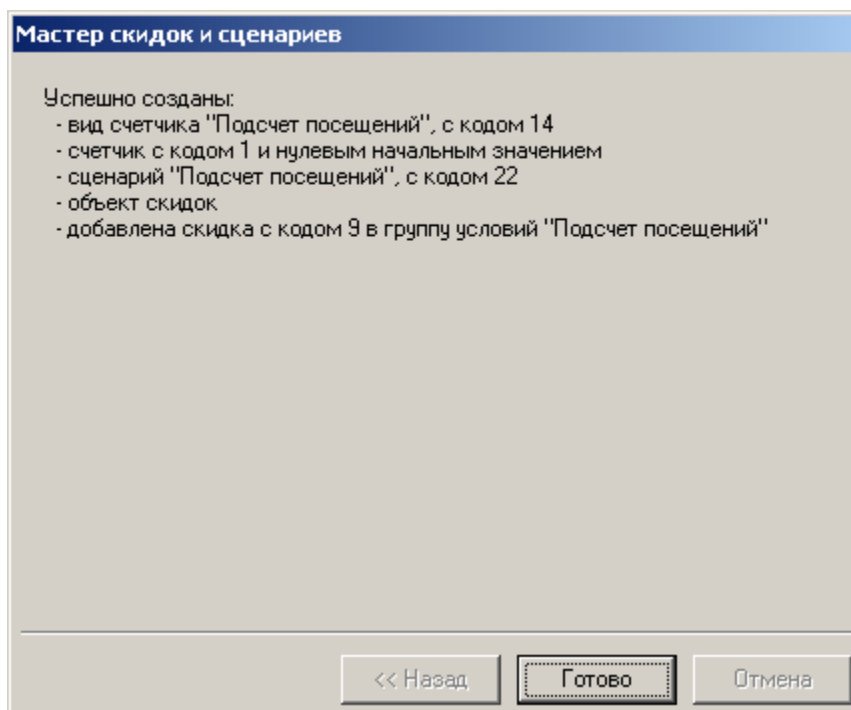 Мастер скидок и сценариев
Успешно созданы:
- вид счетчика "Подсчет посещений", с кодом 14
- счетчик с кодом 1 и нулевым начальным значением
- сценарий "Подсчет посещений", с кодом 22
- объект скидок
- добавлена скидка с кодом 9 в группу условий "Подсчет посещений"
<< Назад Готово Отмена